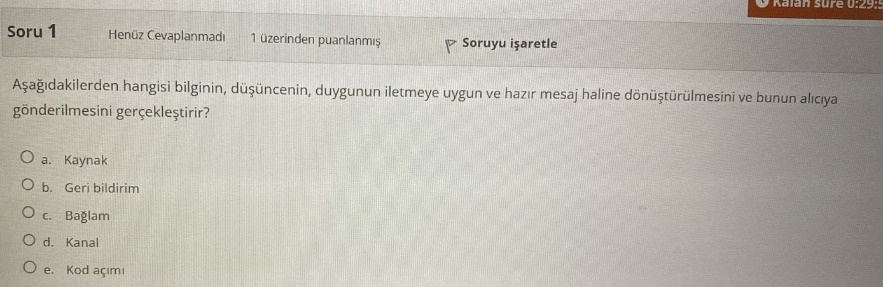 Kalan süre 0:29:5
Soru 1 Henüz Cevaplanmadı 1 üzerinden puanlanmış Soruyu işaretle
Aşağıdakilerden hangisi bilginin, düşüncenin, duygunun iletmeye uygun ve hazır mesaj haline dönüştürülmesini ve bunun alıcıya
gönderilmesini gerçekleştirir?
a. Kaynak
b. Geri bildirim
c. Bağlam
d. Kanal
e. Kod açımı